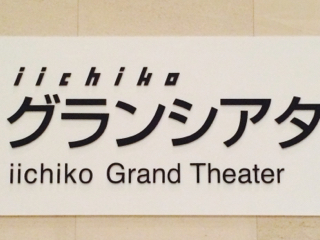 iichiko
グランシアタ
iichiko Grand Theater